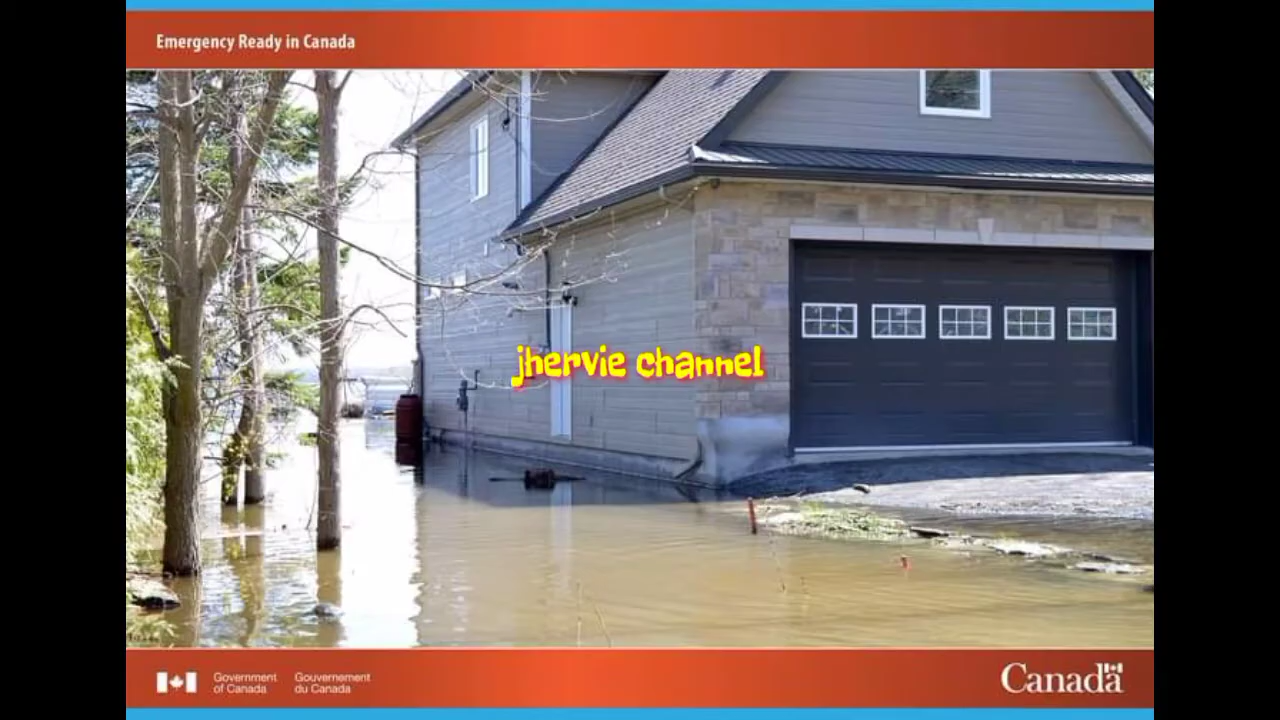 Emergency Ready in Canada
jhervie channel
Government
of Canada
Gouvernement
du Canada
Canada